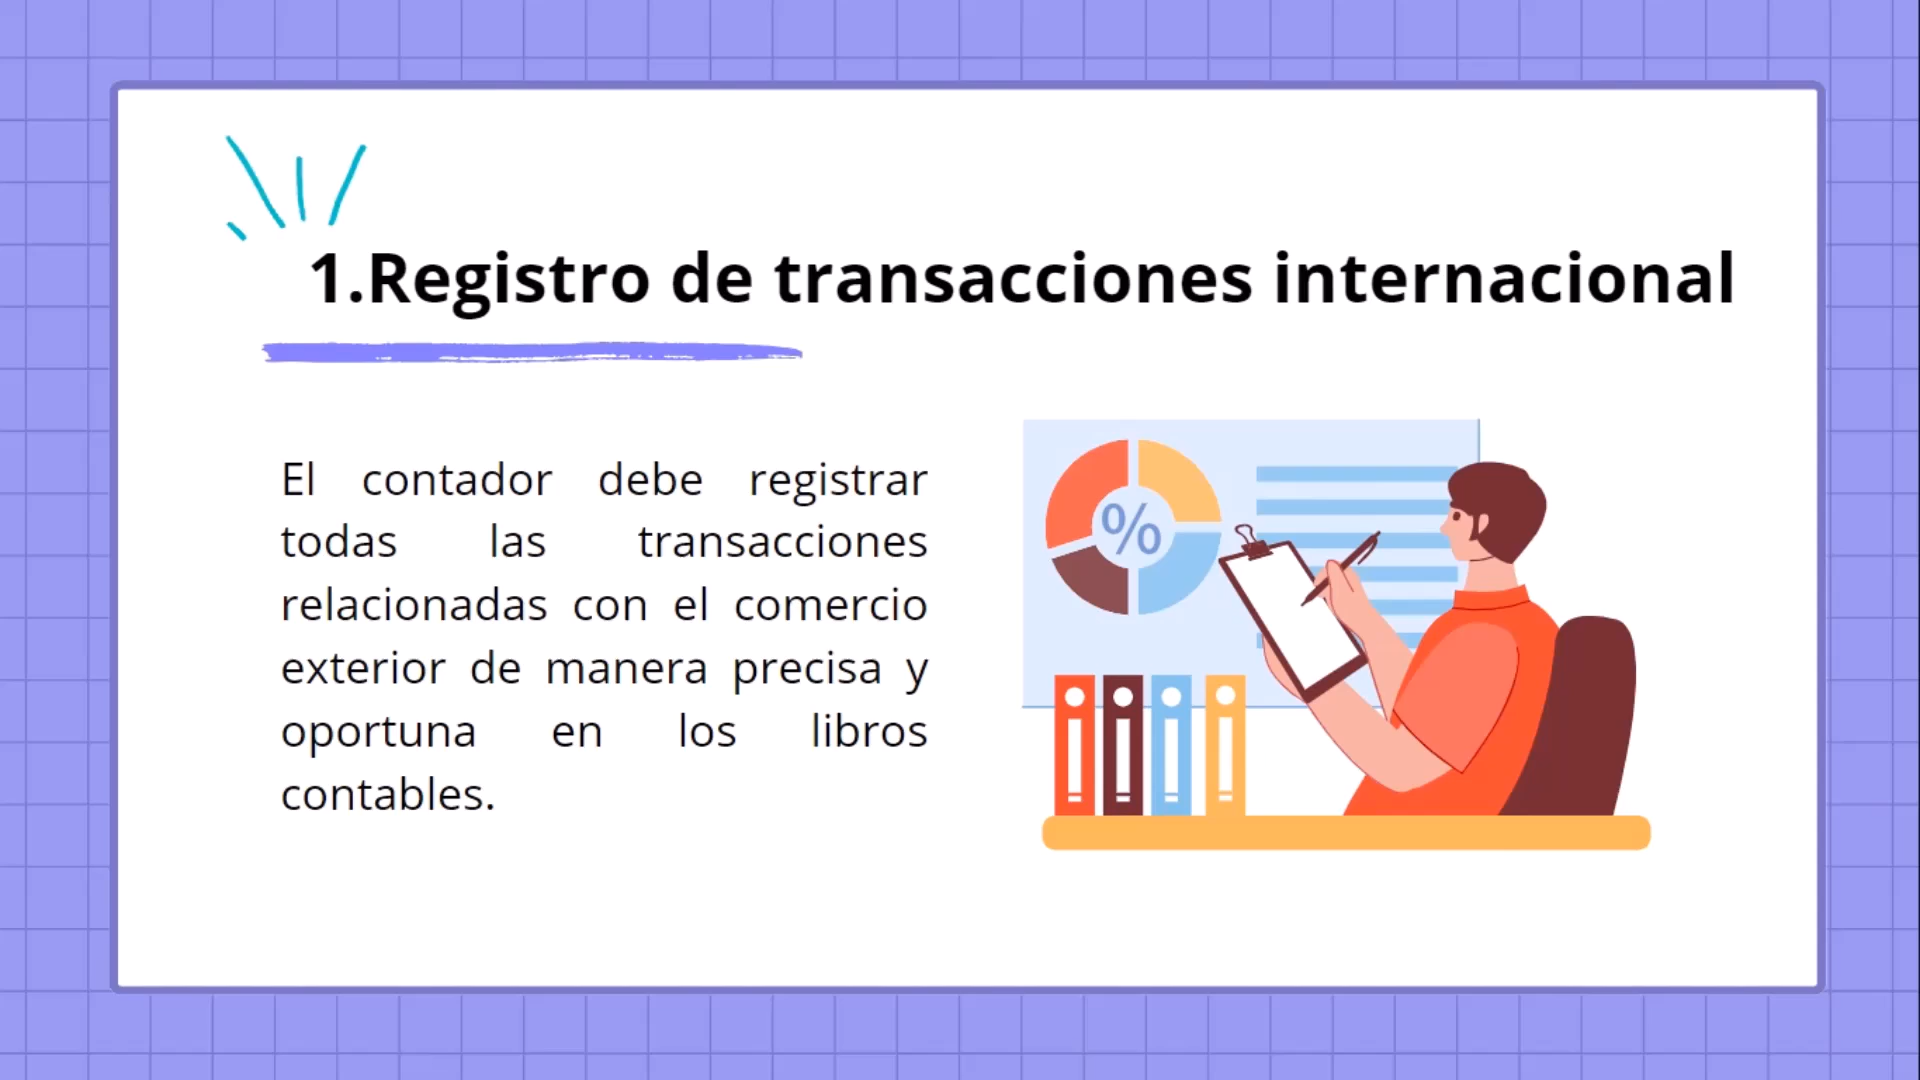 1.Registro de transacciones internacional
El contador debe registrar
todas las transacciones
relacionadas con el comercio
exterior de manera precisa y
oportuna en los libros
contables.
%